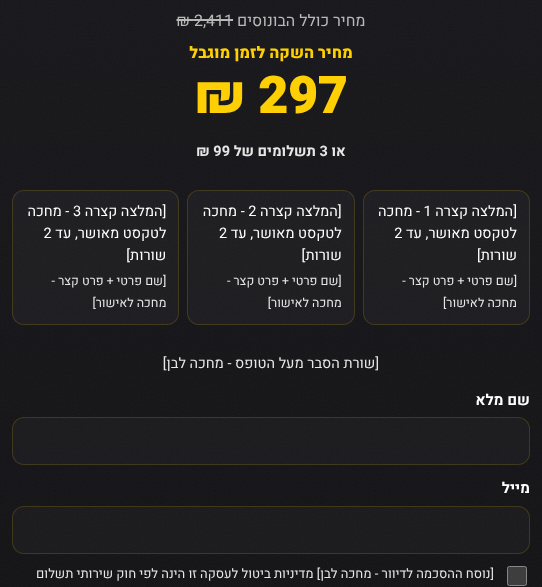 מחיר כולל הבונוסים 2,411 ₪
מחיר השקה לזמן מוגבל
297 ₪
או 3 תשלומים של 99 ₪
[המלצה קצרה 1 - מחכה
לטקסט מאושר, עד 2
שורות]
[שם פרטי + פרט קצר -
מחכה לאישור]
[המלצה קצרה 2 - מחכה
לטקסט מאושר, עד 2
שורות]
[שם פרטי + פרט קצר -
מחכה לאישור]
[המלצה קצרה 3 - מחכה
לטקסט מאושר, עד 2
שורות]
[שם פרטי + פרט קצר -
מחכה לאישור]
[שורת הסבר מעל הטופס - מחכה לבן]
שם מלא
מייל
[נוסח ההסכמה לדיוור - מחכה לבן] מדיניות ביטול לעסקה זו הינה לפי חוק שירותי תשלום